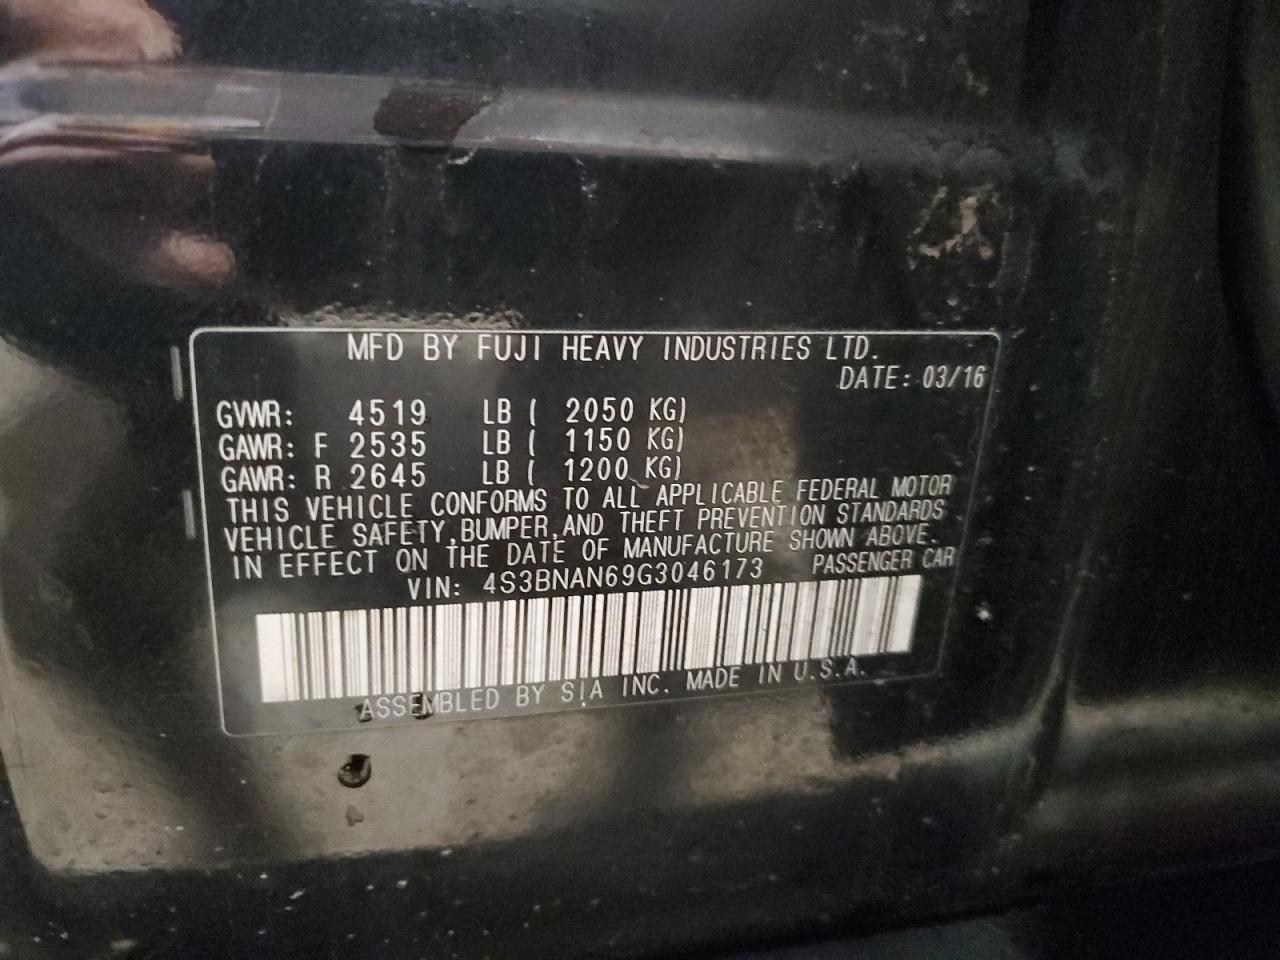 MFD BY FUJI HEAVY INDUSTRIES LTD.
DATE: 03/16
GVWR: 4519 LB ( 2050 KG)
GAWR: F 2535 LB ( 1150 KG)
GAWR: R 2645 LB ( 1200 KG)
THIS VEHICLE CONFORMS TO ALL APPLICABLE FEDERAL MOTOR
VEHICLE SAFETY,BUMPER,AND THEFT PREVENTION STANDARDS
IN EFFECT ON THE DATE OF MANUFACTURE SHOWN ABOVE.
VIN: 4S3BNAN69G3046173 PASSENGER CAR
ASSEMBLED BY SIA INC. MADE IN U.S.A.